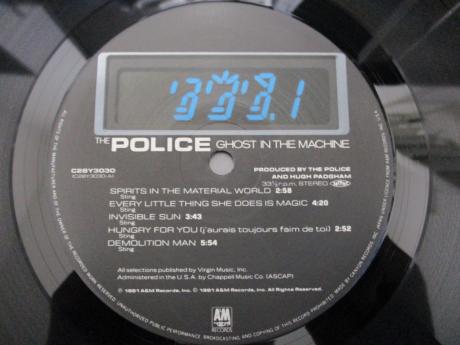 THE POLICE GHOST IN THE MACHINE
C28Y3030
(C28Y3030-A)
PRODUCED BY THE POLICE
AND HUGH PADGHAM
33⅓ r.p.m. STEREO
SPIRITS IN THE MATERIAL WORLD 2:58
Sting
EVERY LITTLE THING SHE DOES IS MAGIC 4:20
Sting
INVISIBLE SUN 3:43
Sting
HUNGRY FOR YOU (j'aurais toujours faim de toi) 2:52
Sting
DEMOLITION MAN 5:54
Sting
All selections published by Virgin Music, Inc.
Administered in the U.S.A. by Chappell Music Co. (ASCAP)
℗ 1981 A&M Records, Inc. © 1981 A&M Records, Inc. All Rights Reserved.
A&M
RECORDS